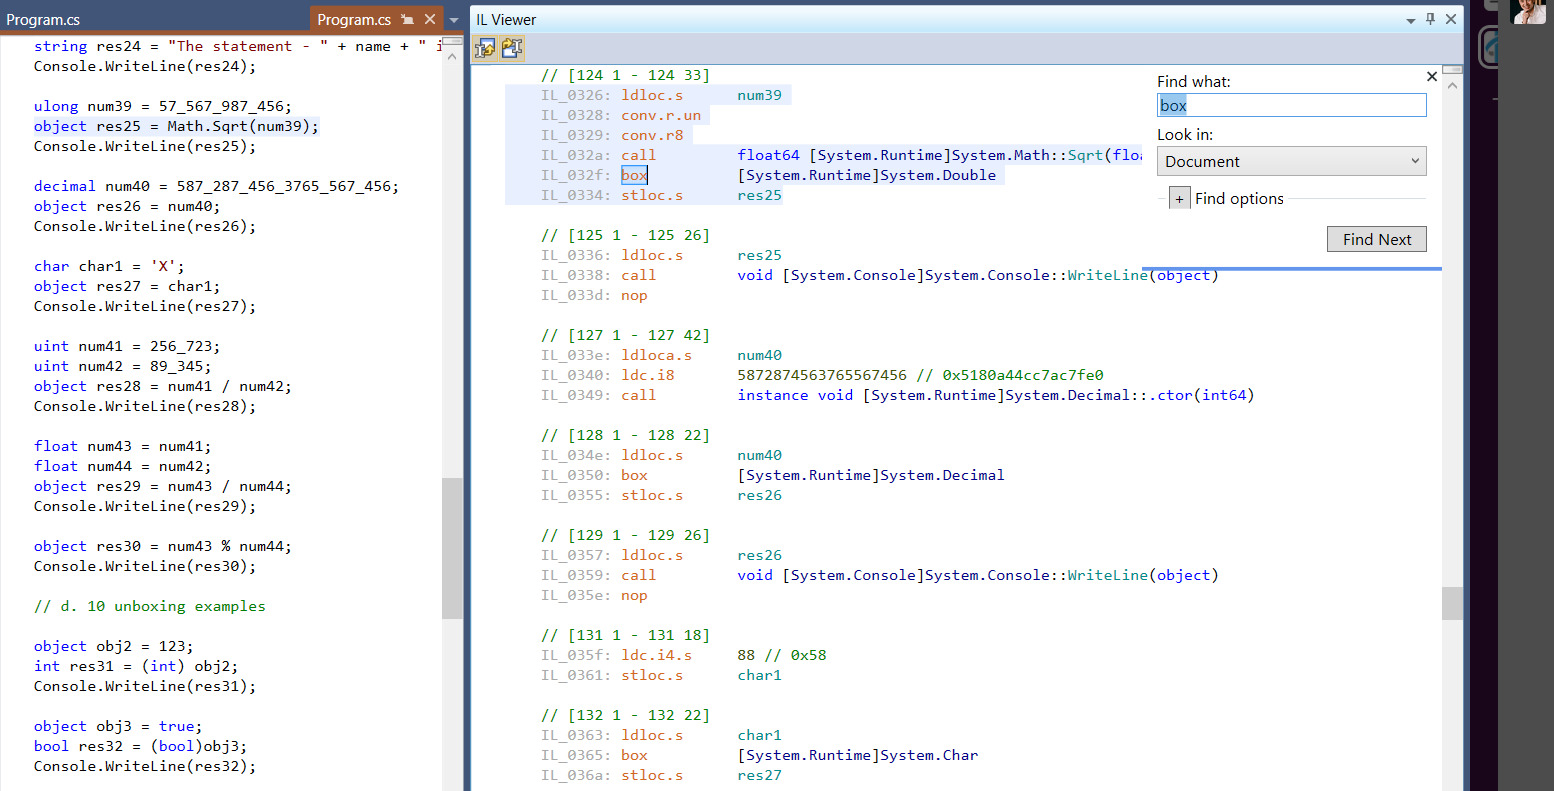 Program.cs
Program.cs
string res24 = "The statement - " + name + " i
Console.WriteLine(res24);
ulong num39 = 57_567_987_456;
object res25 = Math.Sqrt(num39);
Console.WriteLine(res25);
decimal num40 = 587_287_456_3765_567_456;
object res26 = num40;
Console.WriteLine(res26);
char char1 = 'X';
object res27 = char1;
Console.WriteLine(res27);
uint num41 = 256_723;
uint num42 = 89_345;
object res28 = num41 / num42;
Console.WriteLine(res28);
float num43 = num41;
float num44 = num42;
object res29 = num43 / num44;
Console.WriteLine(res29);
object res30 = num43 % num44;
Console.WriteLine(res30);
// d. 10 unboxing examples
object obj2 = 123;
int res31 = (int) obj2;
Console.WriteLine(res31);
object obj3 = true;
bool res32 = (bool)obj3;
Console.WriteLine(res32);
IL Viewer
// [124 1 - 124 33]
IL_0326: ldloc.s num39
IL_0328: conv.r.un
IL_0329: conv.r8
IL_032a: call float64 [System.Runtime]System.Math::Sqrt(floa
IL_032f: box [System.Runtime]System.Double
IL_0334: stloc.s res25
// [125 1 - 125 26]
IL_0336: ldloc.s res25
IL_0338: call void [System.Console]System.Console::WriteLine(object)
IL_033d: nop
// [127 1 - 127 42]
IL_033e: ldloca.s num40
IL_0340: ldc.i8 5872874563765567456 // 0x5180a44cc7ac7fe0
IL_0349: call instance void [System.Runtime]System.Decimal::.ctor(int64)
// [128 1 - 128 22]
IL_034e: ldloc.s num40
IL_0350: box [System.Runtime]System.Decimal
IL_0355: stloc.s res26
// [129 1 - 129 26]
IL_0357: ldloc.s res26
IL_0359: call void [System.Console]System.Console::WriteLine(object)
IL_035e: nop
// [131 1 - 131 18]
IL_035f: ldc.i4.s 88 // 0x58
IL_0361: stloc.s char1
// [132 1 - 132 22]
IL_0363: ldloc.s char1
IL_0365: box [System.Runtime]System.Char
IL_036a: stloc.s res27
Find what:
box
Look in:
Document
+ Find options
Find Next